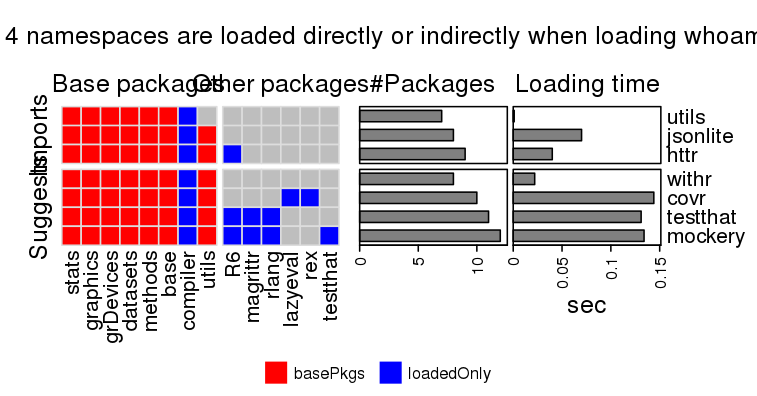 4 namespaces are loaded directly or indirectly when loading whoam
Base packages
Other packages
#Packages
Loading time
Imports
Suggests
utils
jsonlite
httr
withr
covr
testthat
mockery
stats
graphics
grDevices
datasets
methods
base
compiler
utils
R6
magrittr
rlang
lazyeval
rex
testthat
0
5
10
0
0.05
0.1
0.15
sec
basePkgs
loadedOnly